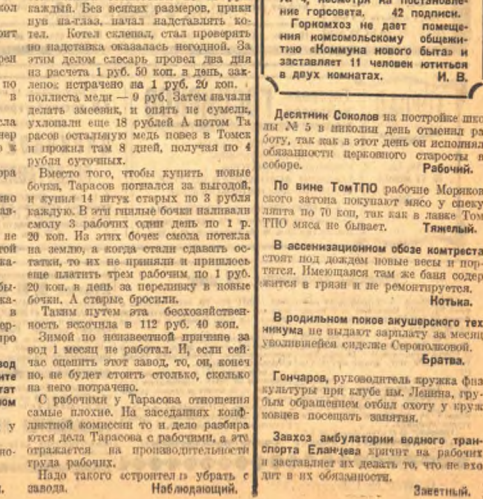 каждый. Без всяких размеров, прики
нув на-глаз, начал надставлять ко-
тел. Котел склепал, стал проверять
но надставка оказалась негодной. За
этим делом слесарь провел два дня
из расчета 1 руб. 50 коп. в день, зак-
лепок истрачено на 1 руб. 20 коп. и
поллиста меди — 9 руб. Затем начали
делать змеевик, и опять не сумели,
ухлопали еще 18 рублей А потом Та
расов остальную медь повез в Томск
и прожил там 8 дней, получая по 4
рубля суточных.
Вместо того, чтобы купить новые
бочки, Тарасов погнался за выгодой,
и купил 14 штук старых по 3 рубля
каждую. В эти гнилые бочки наливали
смолу 3 рабочих один день по 1 р.
20 коп. Из этих бочек смола потекла
на землю, а когда стали сдавать ос-
татки, то их не приняли и пришлось
еще платить трем рабочим по 1 руб.
20 коп. в день за переливку в новые
бочки. А старые бросили.
Таким путем эта бесхозяйствен-
ность вскочила в 112 руб. 40 коп.
Зимой по неизвестной причине за
вод 1 месяц не работал. И, если сей-
час оценить этот завод, то, он, конеч
но, не будет стоить столько, сколько
на него потрачено.
С рабочими у Тарасова отношения
самые плохие. На заседаниях конф-
ликтной комиссии то и дело разбира
ются дела Тарасова с рабочими, а это
отражается на производительности
труда рабочих.
Надо такого строителя убрать с
завода. Наблюдающий.
ние горсовета. 42 подписи.
Горкомхоз не дает помеще-
ния комсомольскому общежи-
тию «Коммуна нового быта» и
заставляет 11 человек ютиться
в двух комнатах. И. В.
Десятник Соколов на постройке шко
лы № 5 в николин день отменил ра
боту, так как в этот день он исполнял
обязанности церковного старосты в
соборе. Рабочий.
По вине ТомТПО рабочие Моряков
ского затона покупают мясо у спеку
лянта по 70 коп, так как в лавке Том
ТПО мяса не бывает. Тяжелый.
В ассенизационном обозе комтреста
стоят под дождем новые весы и пор-
тятся. Имеющаяся там же баня содер
жится в грязи и не ремонтируется.
Котька.
В родильном покое акушерского тех
никума не выдают зарплату за месяц
уволившейся сиделке Серополковой.
Братва.
Гончаров, руководитель кружка физ
культуры при клубе им. Ленина, гру-
бым обращением отбил охоту у круж
ковцев посещать занятия.
Завхоз амбулатории водного тран-
спорта Еланцева кричит на рабочих
и заставляет их делать то, что не вхо
дит в их обязанности.
Заметный.